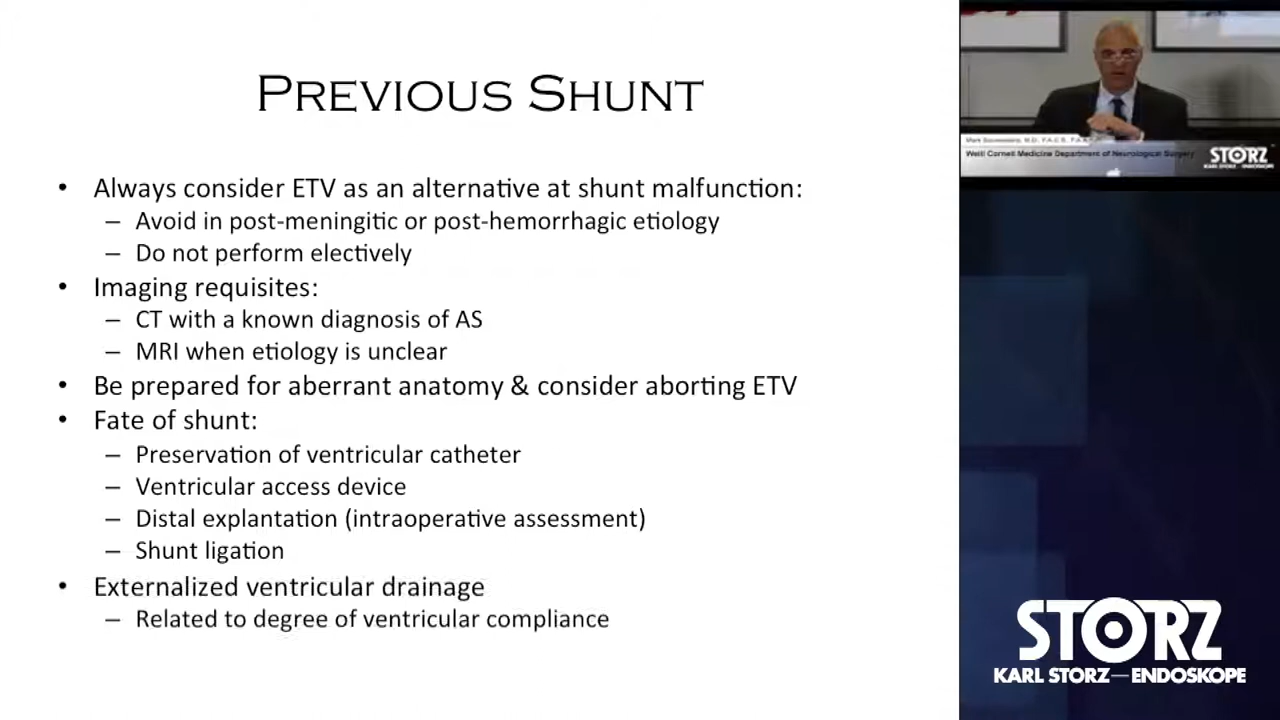 PREVIOUS SHUNT
• Always consider ETV as an alternative at shunt malfunction:
– Avoid in post-meningitic or post-hemorrhagic etiology
– Do not perform electively
• Imaging requisites:
– CT with a known diagnosis of AS
– MRI when etiology is unclear
• Be prepared for aberrant anatomy & consider aborting ETV
• Fate of shunt:
– Preservation of ventricular catheter
– Ventricular access device
– Distal explantation (intraoperative assessment)
– Shunt ligation
• Externalized ventricular drainage
– Related to degree of ventricular compliance
Weill Cornell Medicine Department of Neurological Surgery
STORZ
STORZ
KARL STORZ—ENDOSKOPE